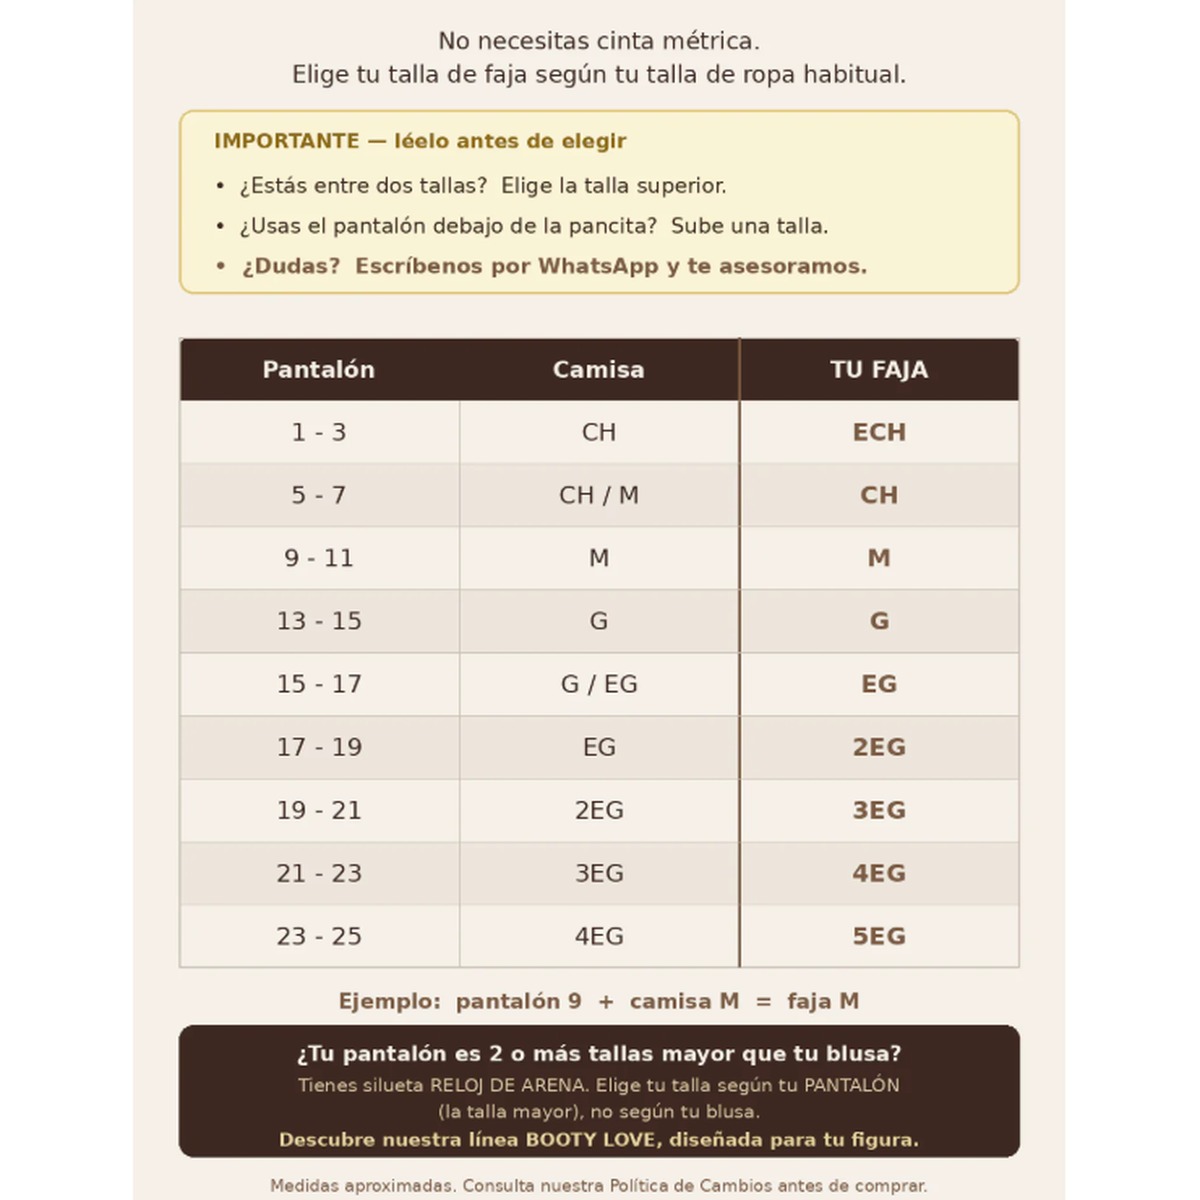 No necesitas cinta métrica.
Elige tu talla de faja según tu talla de ropa habitual.
IMPORTANTE — léelo antes de elegir
• ¿Estás entre dos tallas? Elige la talla superior.
• ¿Usas el pantalón debajo de la pancita? Sube una talla.
• ¿Dudas? Escríbenos por WhatsApp y te asesoramos.
Pantalón Camisa TU FAJA
1 - 3 CH ECH
5 - 7 CH / M CH
9 - 11 M M
13 - 15 G G
15 - 17 G / EG EG
17 - 19 EG 2EG
19 - 21 2EG 3EG
21 - 23 3EG 4EG
23 - 25 4EG 5EG
Ejemplo: pantalón 9 + camisa M = faja M
¿Tu pantalón es 2 o más tallas mayor que tu blusa?
Tienes silueta RELOJ DE ARENA. Elige tu talla según tu PANTALÓN
(la talla mayor), no según tu blusa.
Descubre nuestra línea BOOTY LOVE, diseñada para tu figura.
Medidas aproximadas. Consulta nuestra Política de Cambios antes de comprar.